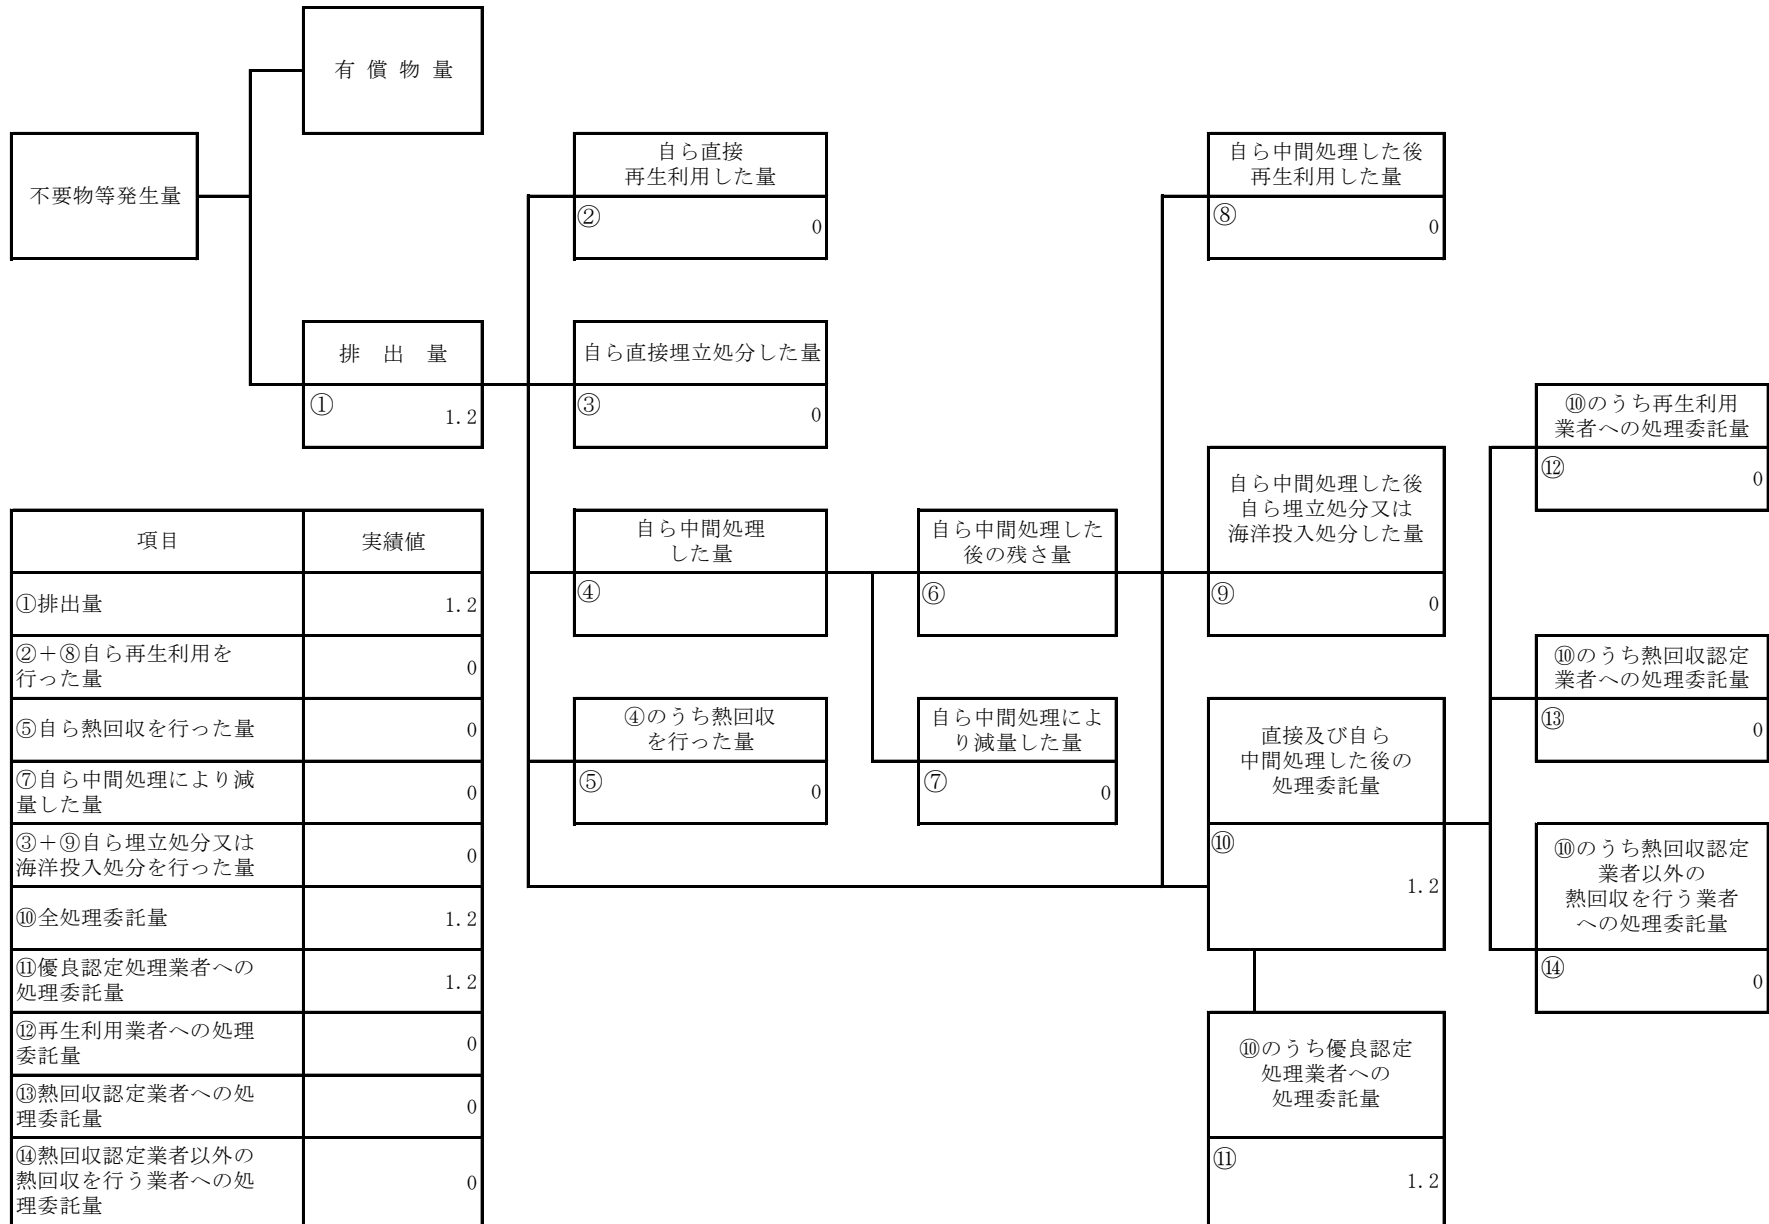 有償物量
不要物等発生量
排出量
①
1.2
自ら直接
再生利用した量
②
0
自ら直接埋立処分した量
③
0
自ら中間処理
した量
④
④のうち熱回収
を行った量
⑤
0
自ら中間処理した
後の残さ量
⑥
自ら中間処理によ
り減量した量
⑦
0
自ら中間処理した後
再生利用した量
⑧
0
自ら中間処理した後
自ら埋立処分又は
海洋投入処分した量
⑨
0
直接及び自ら
中間処理した後の
処理委託量
⑩
1.2
⑩のうち優良認定
処理業者への
処理委託量
⑪
1.2
⑩のうち再生利用
業者への処理委託量
⑫
0
⑩のうち熱回収認定
業者への処理委託量
⑬
0
⑩のうち熱回収認定
業者以外の
熱回収を行う業者
への処理委託量
⑭
0
項目 実績値
①排出量 1.2
②+⑧自ら再生利用を
行った量 0
⑤自ら熱回収を行った量 0
⑦自ら中間処理により減
量した量 0
③+⑨自ら埋立処分又は
海洋投入処分を行った量 0
⑩全処理委託量 1.2
⑪優良認定処理業者への
処理委託量 1.2
⑫再生利用業者への処理
委託量 0
⑬熱回収認定業者への処
理委託量 0
⑭熱回収認定業者以外の
熱回収を行う業者への処
理委託量 0